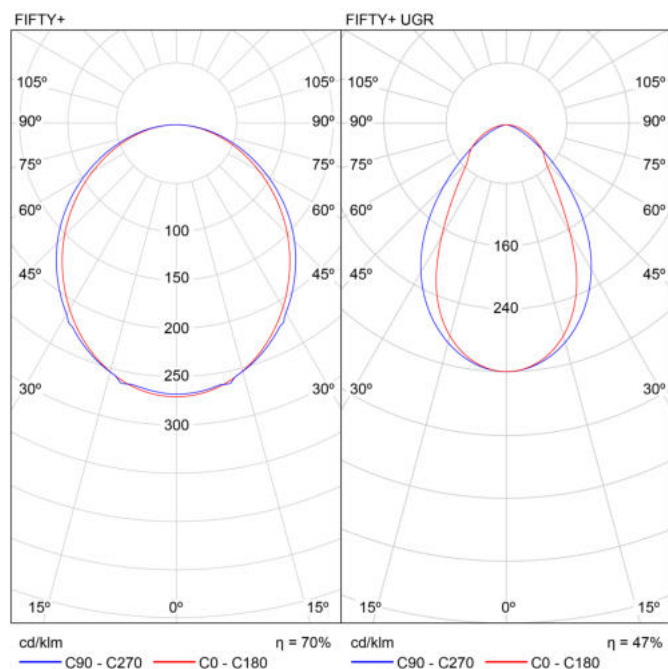 FIFTY+
105º 105º
90º 90º
75º 75º
60º 60º
100
45º 45º
150
200
250
30º 30º
300
15º 0º 15º
cd/klm η = 70%
C90 - C270 C0 - C180
FIFTY+ UGR
105º 105º
90º 90º
75º 75º
60º 60º
160
45º 45º
240
30º 30º
15º 0º 15º
cd/klm η = 47%
C90 - C270 C0 - C180